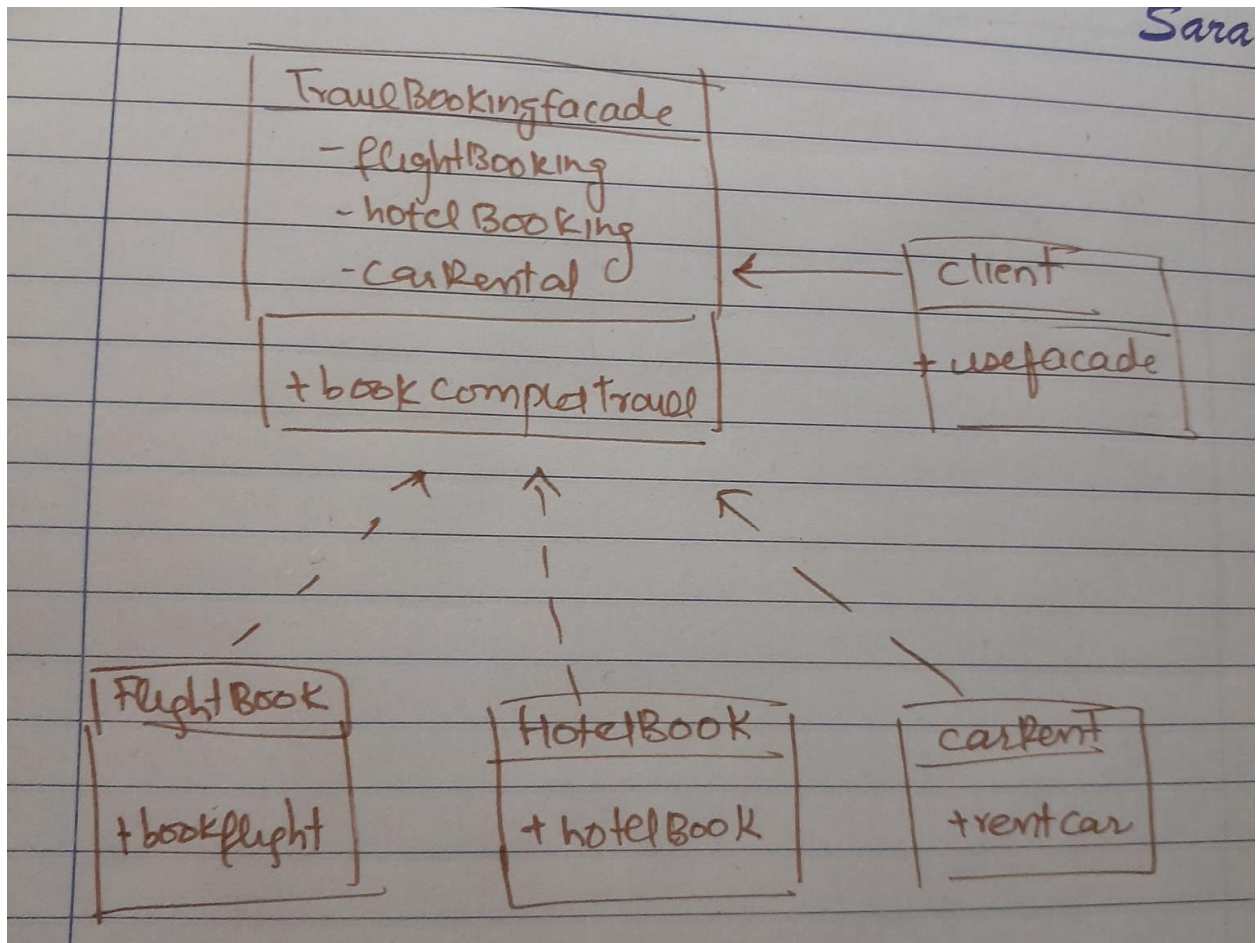 Sara
TravelBookingfacade
- flightBooking
- hotelBooking
- carRental
+ bookCompletTravel
client
+ usefacade
FlightBook
+bookflight
HotelBook
+ hotelBook
carRent
+rentcar